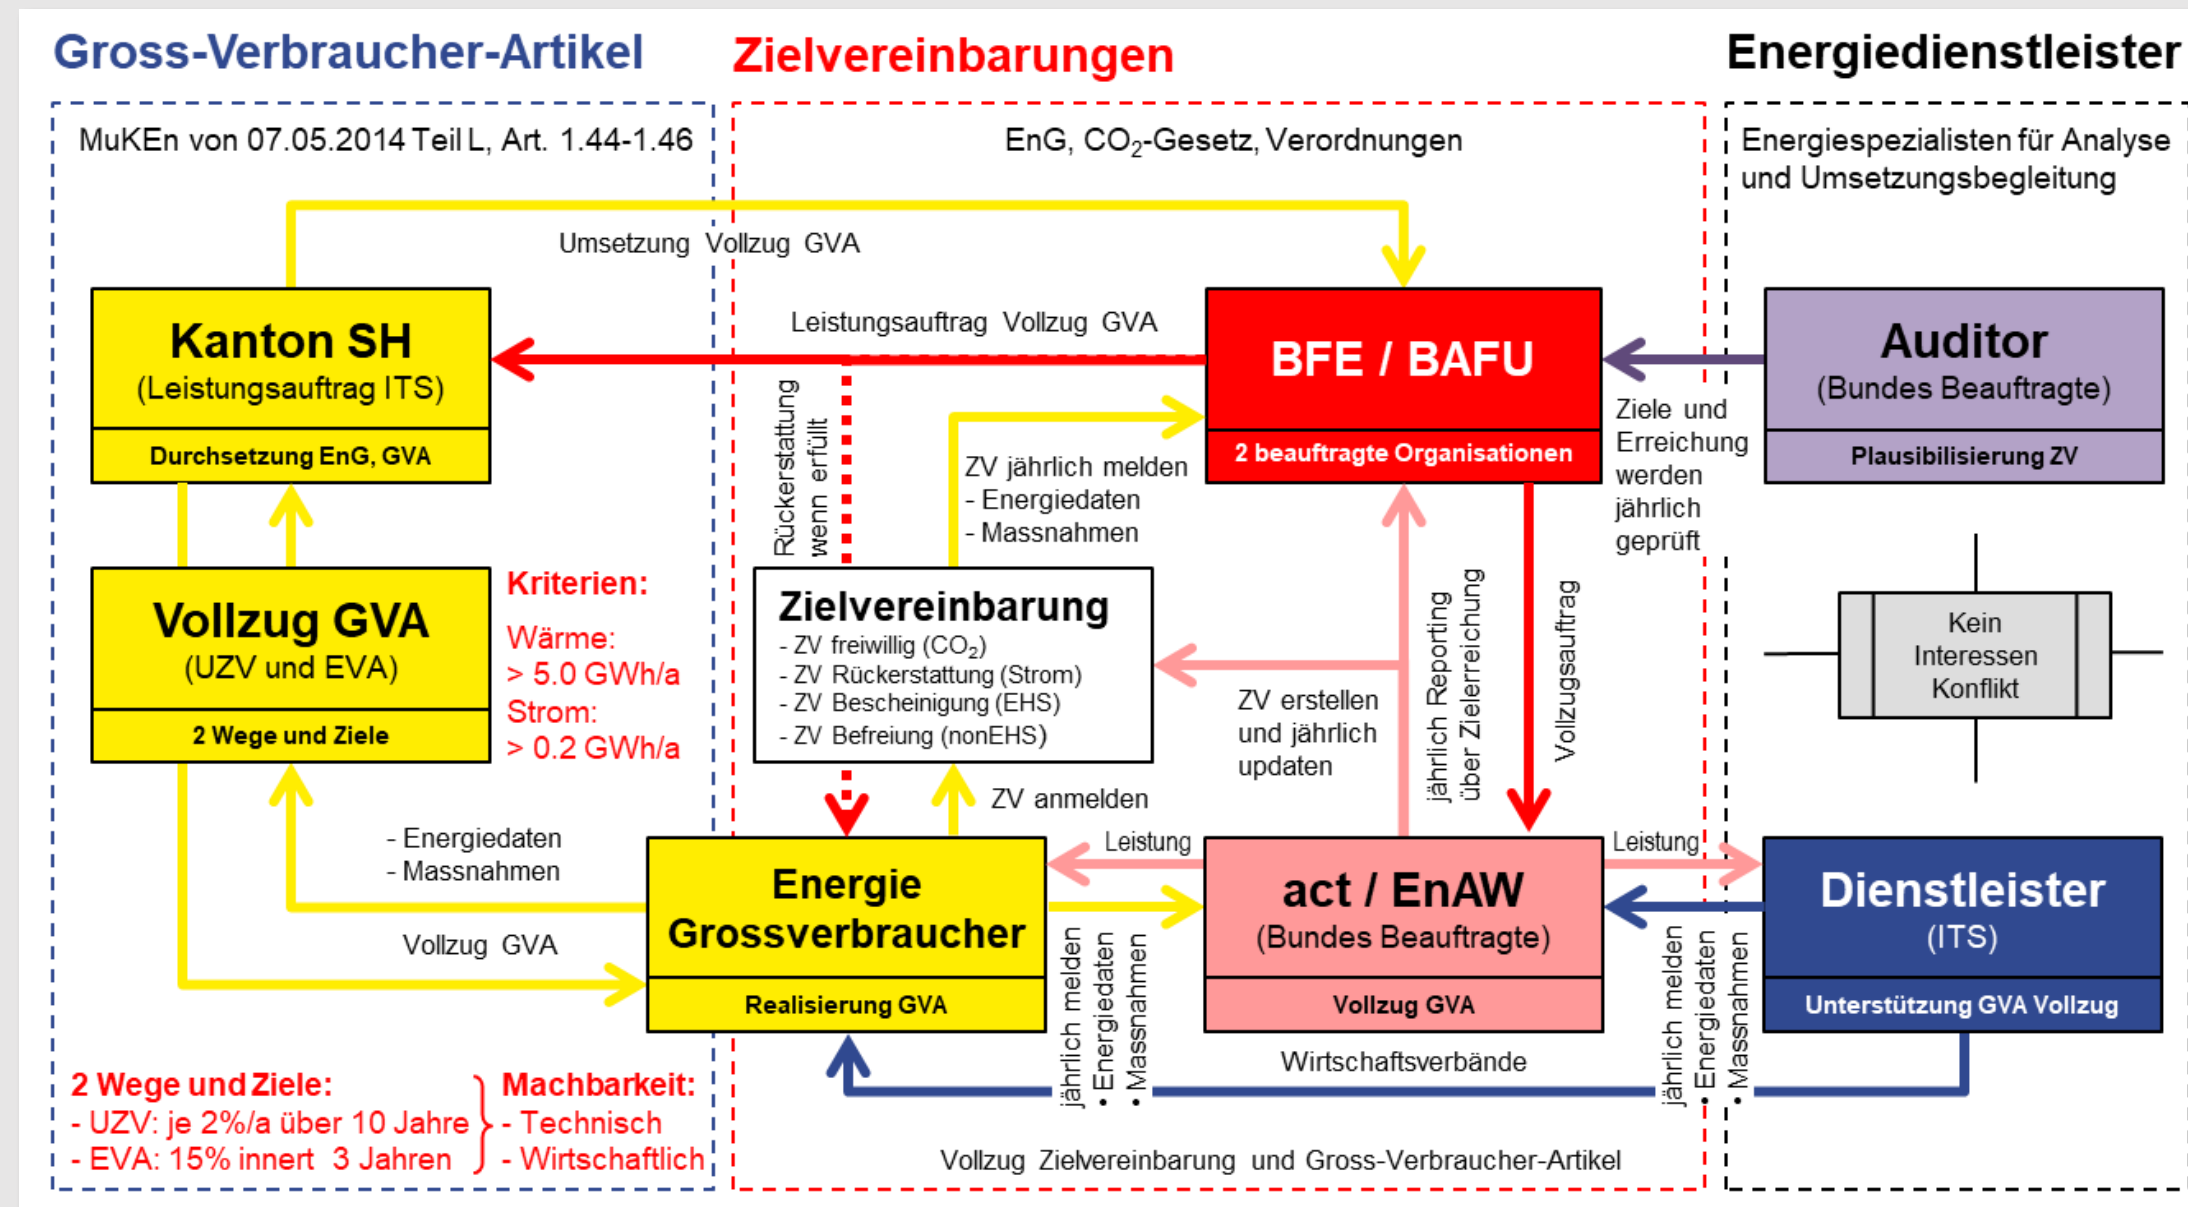 Gross-Verbraucher-Artikel
MuKEn von 07.05.2014 Teil L, Art. 1.44-1.46
Zielvereinbarungen
EnG, CO₂-Gesetz, Verordnungen
Energiedienstleister
Energiespezialisten für Analyse
und Umsetzungsbegleitung
Umsetzung Vollzug GVA
Kanton SH
(Leistungsauftrag ITS)
Durchsetzung EnG, GVA
Leistungsauftrag Vollzug GVA
BFE / BAFU
2 beauftragte Organisationen
Auditor
(Bundes Beauftragte)
Plausibilisierung ZV
Ziele und
Erreichung
werden
jährlich
geprüft
Rückerstattung
wenn erfüllt
ZV jährlich melden
- Energiedaten
- Massnahmen
Vollzug GVA
(UZV und EVA)
2 Wege und Ziele
Kriterien:
Wärme:
> 5.0 GWh/a
Strom:
> 0.2 GWh/a
Zielvereinbarung
- ZV freiwillig (CO₂)
- ZV Rückerstattung (Strom)
- ZV Bescheinigung (EHS)
- ZV Befreiung (nonEHS)
ZV erstellen
und jährlich
updaten
jährlich Reporting
über Zielerreichung
Vollzugsauftrag
Kein
Interessen
Konflikt
ZV anmelden
- Energiedaten
- Massnahmen
Vollzug GVA
Energie
Grossverbraucher
Realisierung GVA
Leistung
jährlich melden
• Energiedaten
• Massnahmen
act / EnAW
(Bundes Beauftragte)
Vollzug GVA
Leistung
jährlich melden
• Energiedaten
• Massnahmen
Dienstleister
(ITS)
Unterstützung GVA Vollzug
Wirtschaftsverbände
2 Wege und Ziele:
- UZV: je 2%/a über 10 Jahre
- EVA: 15% innert 3 Jahren
Machbarkeit:
- Technisch
- Wirtschaftlich
Vollzug Zielvereinbarung und Gross-Verbraucher-Artikel